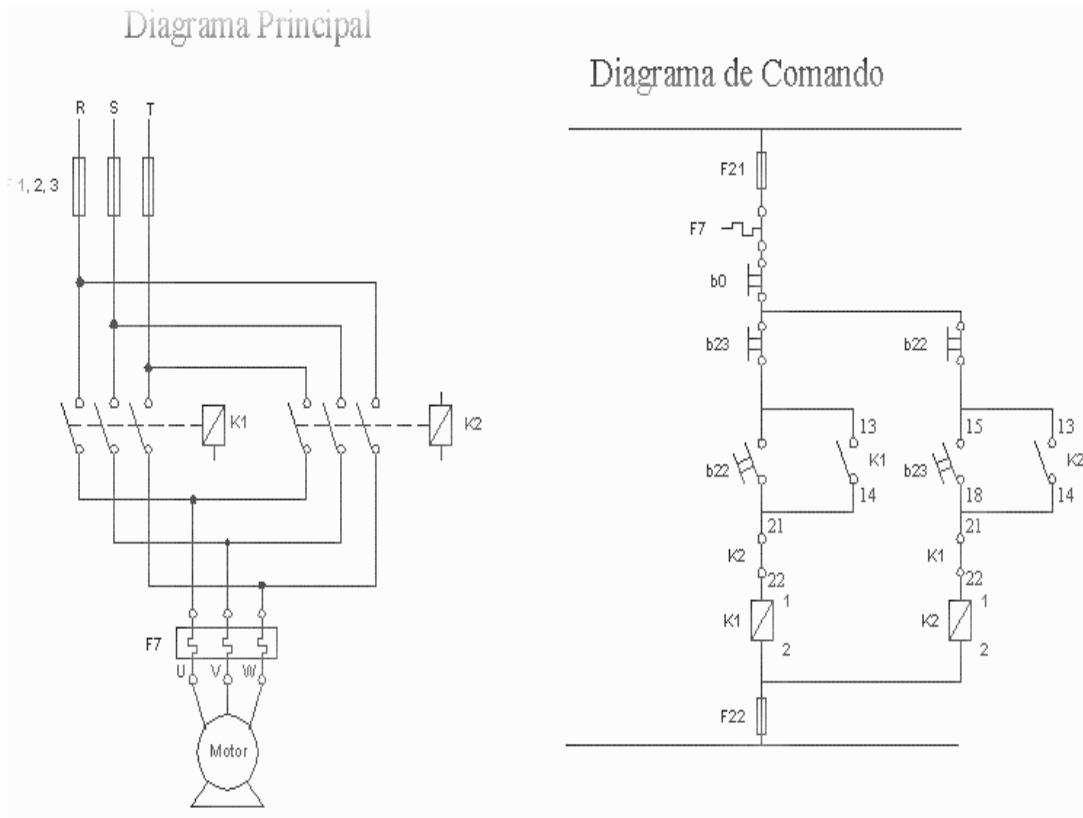 Diagrama Principal
Diagrama de Comando
R S T
F 1, 2, 3
K1
K2
F7
U V W
Motor
F21
F7
b0
b23 b22
13 15 13
b22 K1 b23 K2
14 18 14
21 21
K2 K1
22 22
K1 1 K2 1
2 2
F22